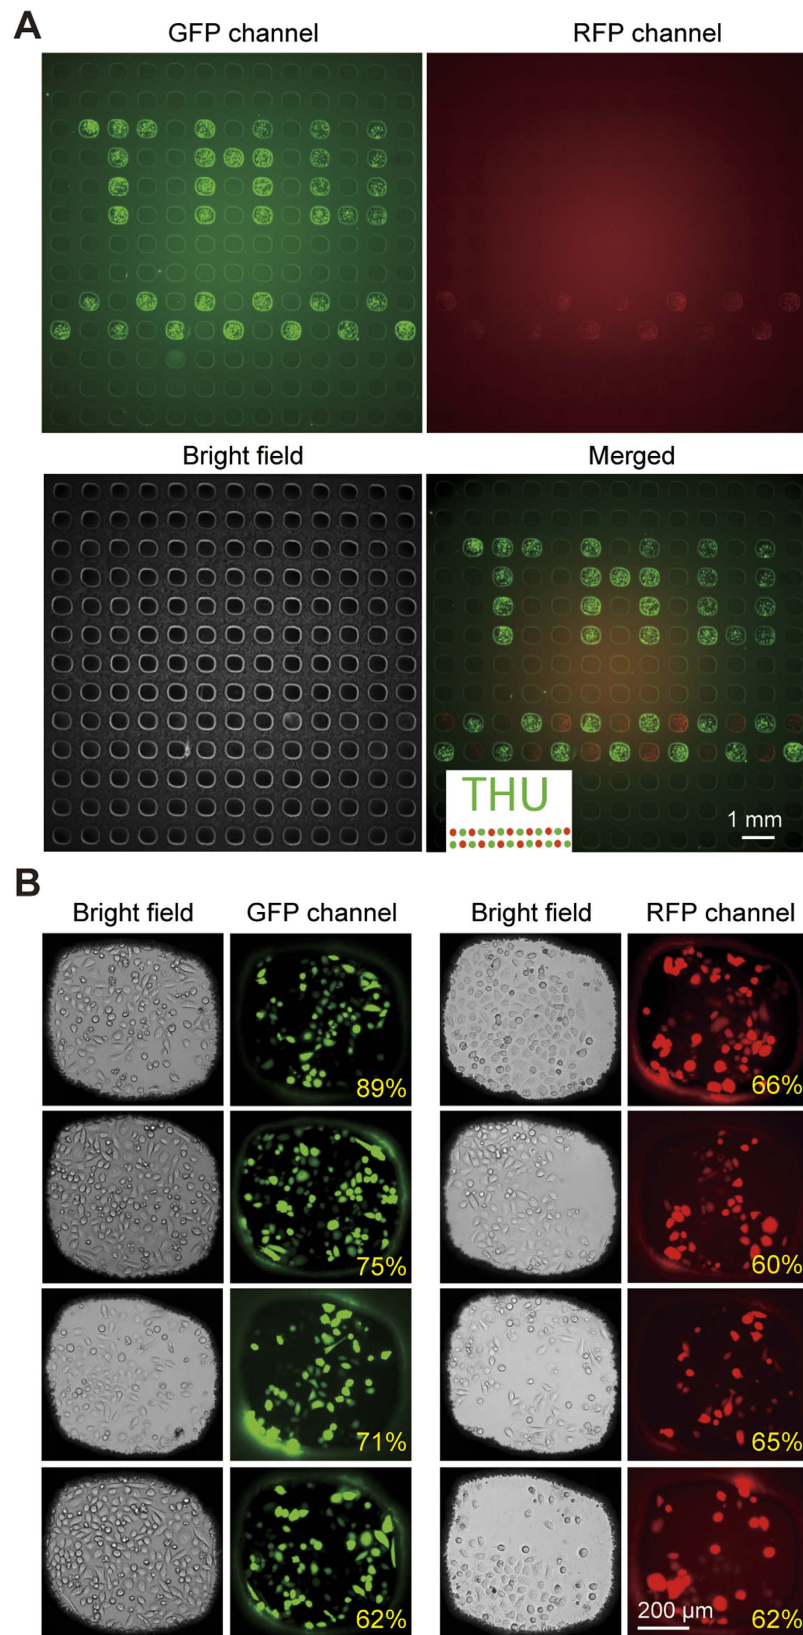 A
GFP channel
RFP channel
Bright field
Merged
THU
1 mm
B
Bright field
GFP channel
Bright field
RFP channel
89%
66%
75%
60%
71%
65%
62%
200 µm
62%